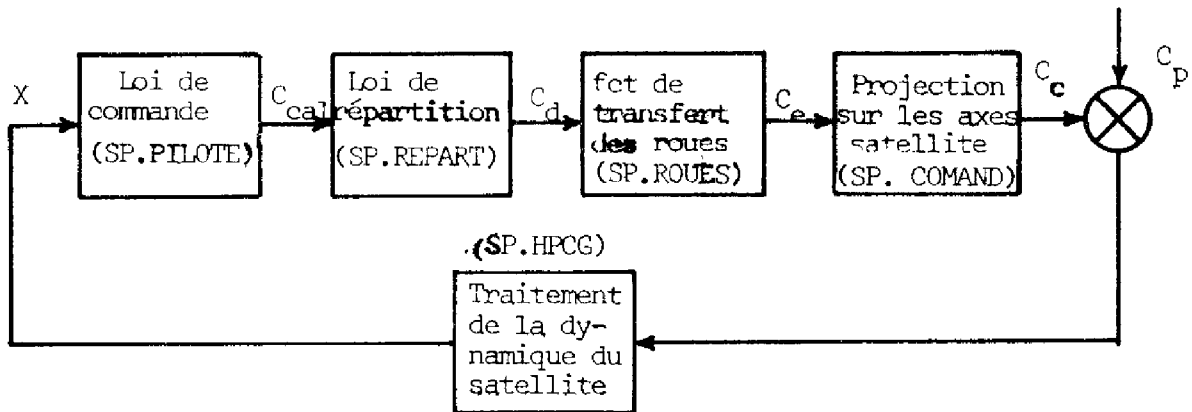 X
Loi de
commande
(SP.PILOTE)
C_cal
Loi de
répartition
(SP.REPART)
C_d
fct de
transfert
des roues
(SP.ROUES)
C_e
Projection
sur les axes
satellite
(SP. COMAND)
C_c
C_p
(SP.HPCG)
Traitement
de la dy-
namique du
satellite